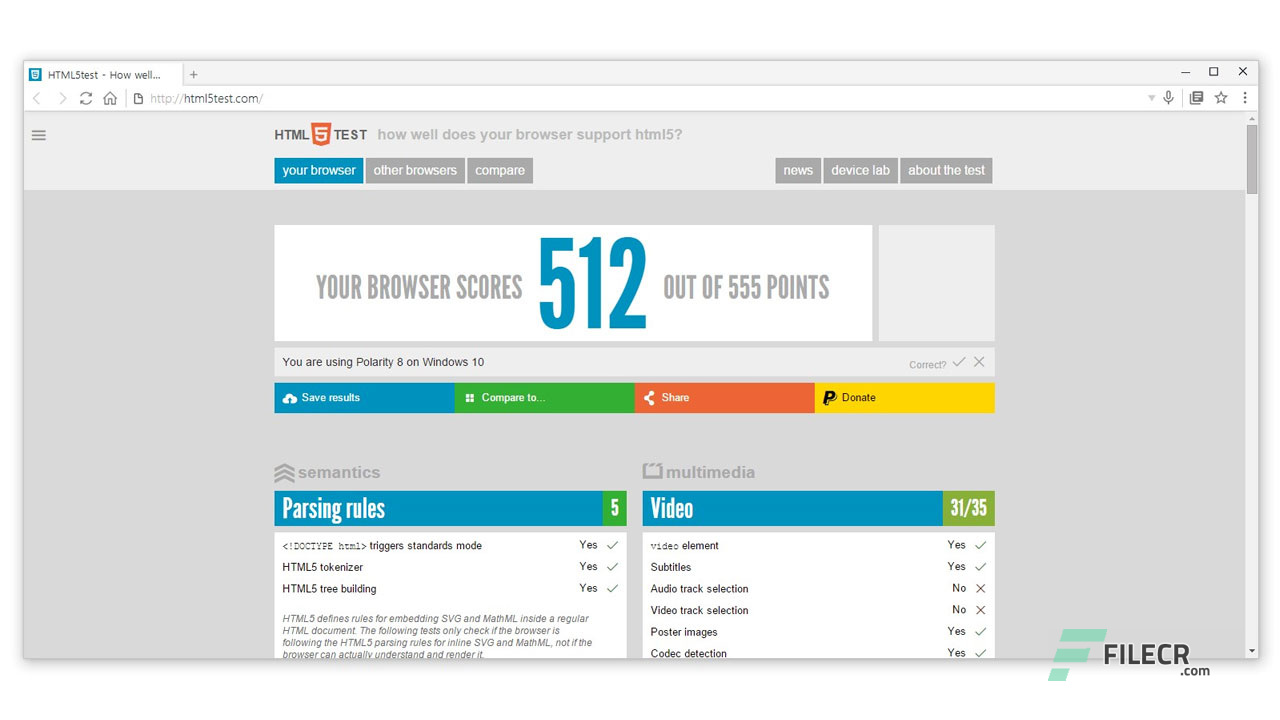 HTML5test - How well...
http://html5test.com/
HTML5TEST how well does your browser support html5?
your browser other browsers compare news device lab about the test
YOUR BROWSER SCORES 512 OUT OF 555 POINTS
You are using Polarity 8 on Windows 10 Correct?
Save results Compare to... Share Donate
semantics
Parsing rules 5
<!DOCTYPE html> triggers standards mode Yes
HTML5 tokenizer Yes
HTML5 tree building Yes
HTML5 defines rules for embedding SVG and MathML inside a regular
HTML document. The following tests only check if the browser is
following the HTML5 parsing rules for inline SVG and MathML, not if the
browser can actually understand and render it.
multimedia
Video 31/35
video element Yes
Subtitles Yes
Audio track selection No
Video track selection No
Poster images Yes
Codec detection Yes
FILECR
.com